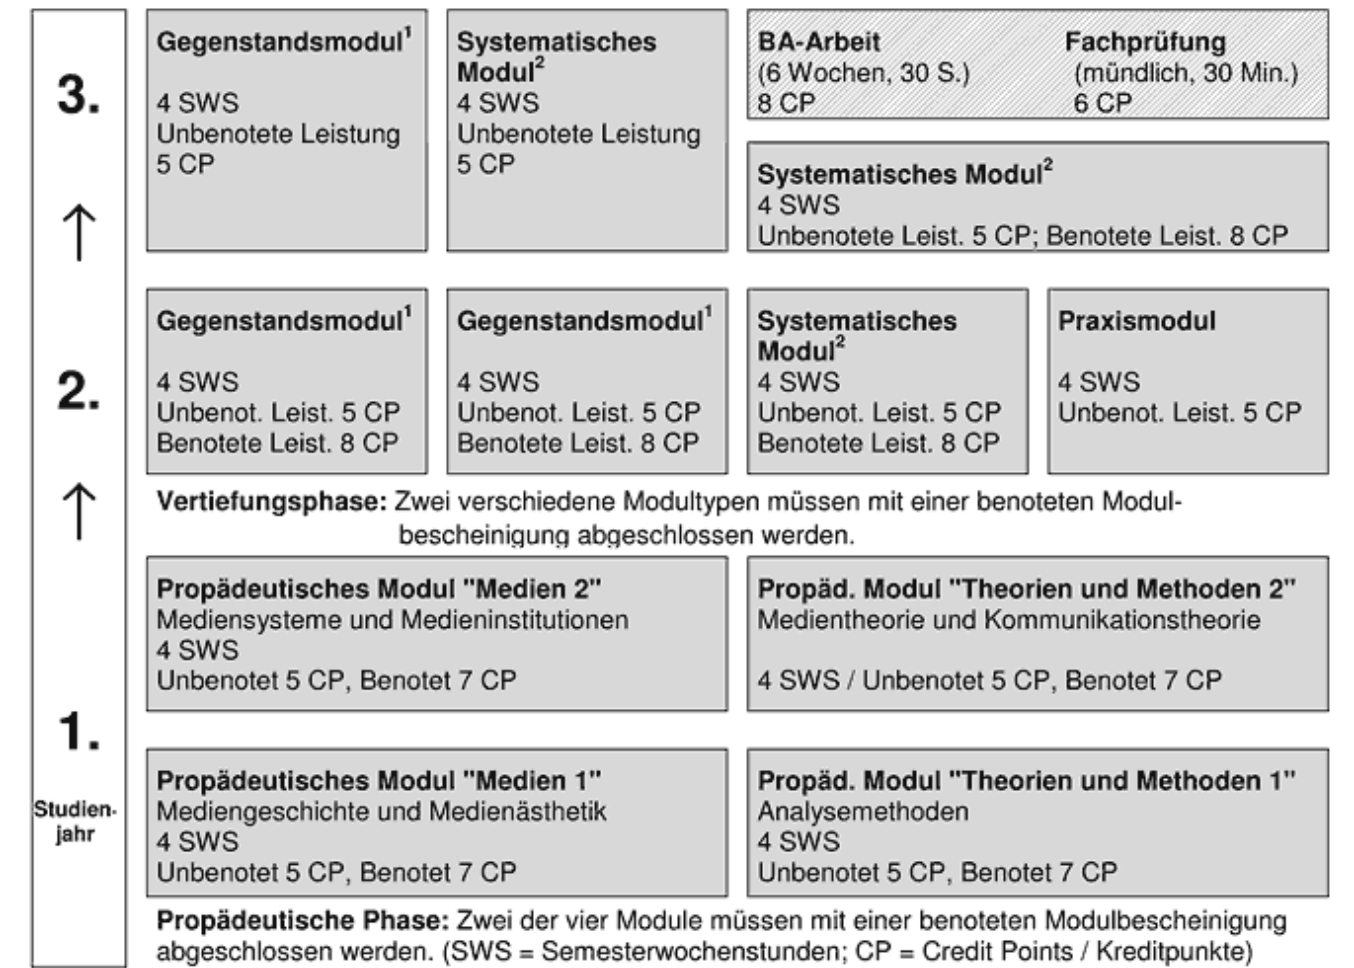 3.
Gegenstandsmodul¹
4 SWS
Unbenotete Leistung
5 CP
Systematisches
Modul²
4 SWS
Unbenotete Leistung
5 CP
BA-Arbeit
(6 Wochen, 30 S.)
8 CP
Fachprüfung
(mündlich, 30 Min.)
6 CP
Systematisches Modul²
4 SWS
Unbenotete Leist. 5 CP; Benotete Leist. 8 CP
2.
Gegenstandsmodul¹
4 SWS
Unbenot. Leist. 5 CP
Benotete Leist. 8 CP
Gegenstandsmodul¹
4 SWS
Unbenot. Leist. 5 CP
Benotete Leist. 8 CP
Systematisches
Modul²
4 SWS
Unbenot. Leist. 5 CP
Benotete Leist. 8 CP
Praxismodul
4 SWS
Unbenot. Leist. 5 CP
Vertiefungsphase: Zwei verschiedene Modultypen müssen mit einer benoteten Modul-
bescheinigung abgeschlossen werden.
Propädeutisches Modul "Medien 2"
Mediensysteme und Medieninstitutionen
4 SWS
Unbenotet 5 CP, Benotet 7 CP
Propäd. Modul "Theorien und Methoden 2"
Medientheorie und Kommunikationstheorie
4 SWS / Unbenotet 5 CP, Benotet 7 CP
1.
Studien-
jahr
Propädeutisches Modul "Medien 1"
Mediengeschichte und Medienästhetik
4 SWS
Unbenotet 5 CP, Benotet 7 CP
Propäd. Modul "Theorien und Methoden 1"
Analysemethoden
4 SWS
Unbenotet 5 CP, Benotet 7 CP
Propädeutische Phase: Zwei der vier Module müssen mit einer benoteten Modulbescheinigung
abgeschlossen werden. (SWS = Semesterwochenstunden; CP = Credit Points / Kreditpunkte)